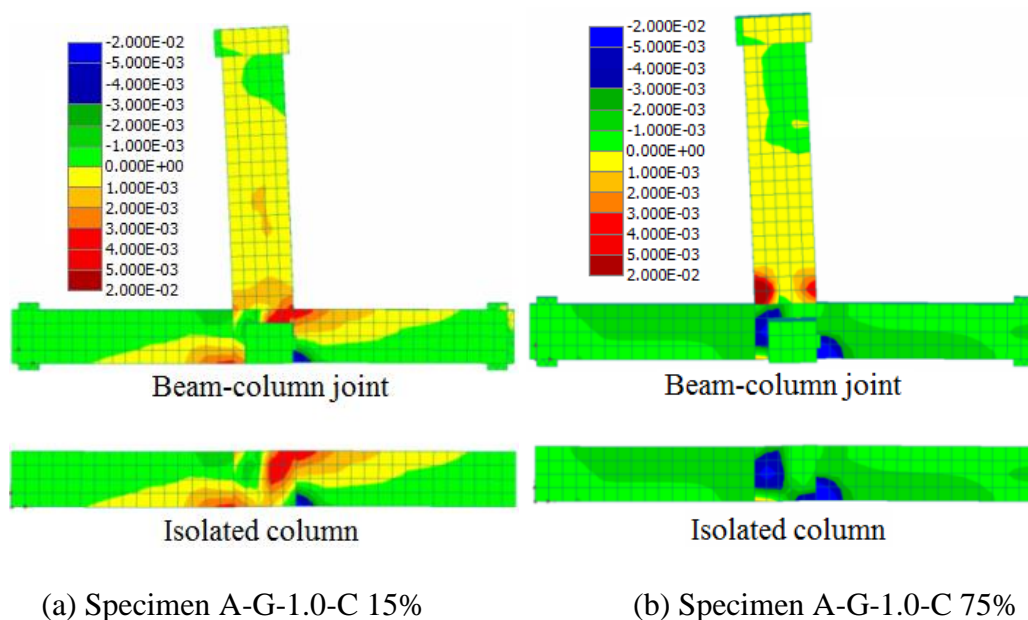 -2.000E-02
-5.000E-03
-4.000E-03
-3.000E-03
-2.000E-03
-1.000E-03
0.000E+00
1.000E-03
2.000E-03
3.000E-03
4.000E-03
5.000E-03
2.000E-02
Beam-column joint
Isolated column
(a) Specimen A-G-1.0-C 15%
-2.000E-02
-5.000E-03
-4.000E-03
-3.000E-03
-2.000E-03
-1.000E-03
0.000E+00
1.000E-03
2.000E-03
3.000E-03
4.000E-03
5.000E-03
2.000E-02
Beam-column joint
Isolated column
(b) Specimen A-G-1.0-C 75%